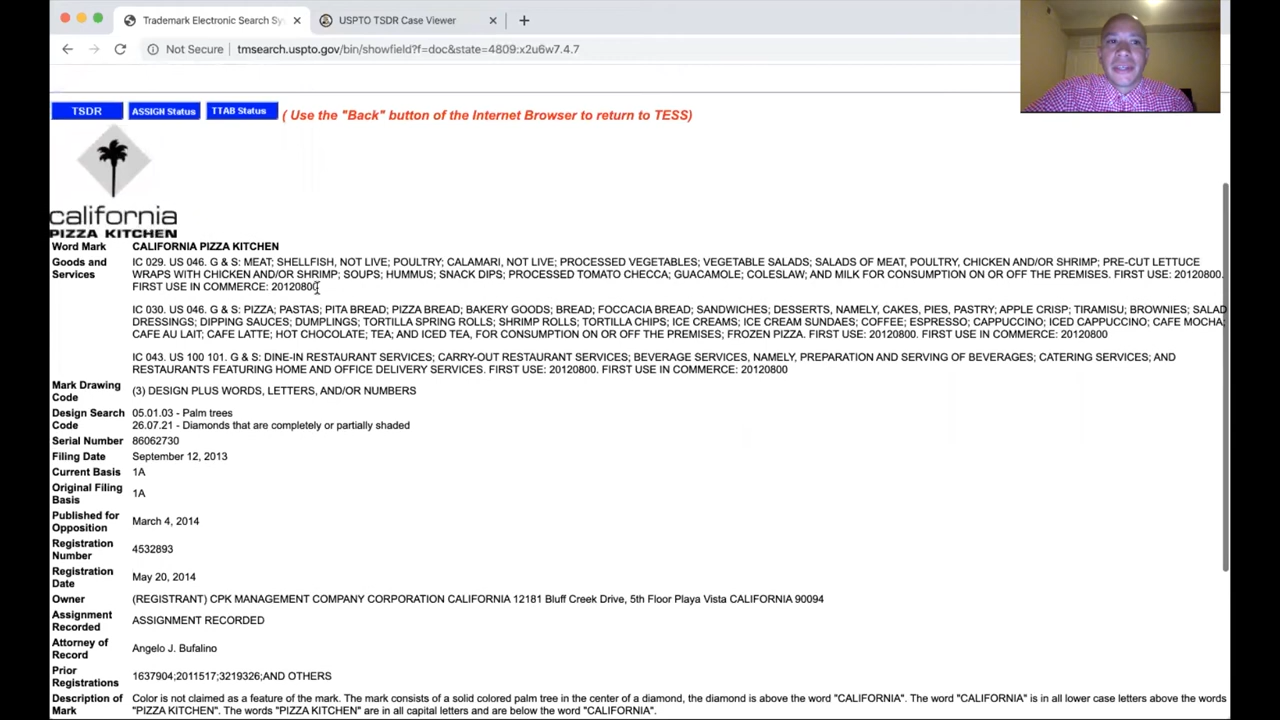 Trademark Electronic Search Sy
USPTO TSDR Case Viewer
Not Secure tmsearch.uspto.gov/bin/showfield?f=doc&state=4809:x2u6w7.4.7
TSDR ASSIGN Status TTAB Status ( Use the "Back" button of the Internet Browser to return to TESS)
california
PIZZA KITCHEN
Word Mark CALIFORNIA PIZZA KITCHEN
Goods and Services IC 029. US 046. G & S: MEAT; SHELLFISH, NOT LIVE; POULTRY; CALAMARI, NOT LIVE; PROCESSED VEGETABLES; VEGETABLE SALADS; SALADS OF MEAT, POULTRY, CHICKEN AND/OR SHRIMP; PRE-CUT LETTUCE
WRAPS WITH CHICKEN AND/OR SHRIMP; SOUPS; HUMMUS; SNACK DIPS; PROCESSED TOMATO CHECCA; GUACAMOLE; COLESLAW; AND MILK FOR CONSUMPTION ON OR OFF THE PREMISES. FIRST USE: 20120800.
FIRST USE IN COMMERCE: 20120800
IC 030. US 046. G & S: PIZZA; PASTAS; PITA BREAD; PIZZA BREAD; BAKERY GOODS; BREAD; FOCCACIA BREAD; SANDWICHES; DESSERTS, NAMELY, CAKES, PIES, PASTRY; APPLE CRISP; TIRAMISU; BROWNIES; SALAD
DRESSINGS; DIPPING SAUCES; DUMPLINGS; TORTILLA SPRING ROLLS; SHRIMP ROLLS; TORTILLA CHIPS; ICE CREAMS; ICE CREAM SUNDAES; COFFEE; ESPRESSO; CAPPUCCINO; ICED CAPPUCCINO; CAFE MOCHA;
CAFE AU LAIT; CAFE LATTE; HOT CHOCOLATE; TEA; AND ICED TEA, FOR CONSUMPTION ON OR OFF THE PREMISES; FROZEN PIZZA. FIRST USE: 20120800. FIRST USE IN COMMERCE: 20120800
IC 043. US 100 101. G & S: DINE-IN RESTAURANT SERVICES; CARRY-OUT RESTAURANT SERVICES; BEVERAGE SERVICES, NAMELY, PREPARATION AND SERVING OF BEVERAGES; CATERING SERVICES; AND
RESTAURANTS FEATURING HOME AND OFFICE DELIVERY SERVICES. FIRST USE: 20120800. FIRST USE IN COMMERCE: 20120800
Mark Drawing Code (3) DESIGN PLUS WORDS, LETTERS, AND/OR NUMBERS
Design Search Code 05.01.03 - Palm trees
26.07.21 - Diamonds that are completely or partially shaded
Serial Number 86062730
Filing Date September 12, 2013
Current Basis 1A
Original Filing Basis 1A
Published for Opposition March 4, 2014
Registration Number 4532893
Registration Date May 20, 2014
Owner (REGISTRANT) CPK MANAGEMENT COMPANY CORPORATION CALIFORNIA 12181 Bluff Creek Drive, 5th Floor Playa Vista CALIFORNIA 90094
Assignment Recorded ASSIGNMENT RECORDED
Attorney of Record Angelo J. Bufalino
Prior Registrations 1637904;2011517;3219326;AND OTHERS
Description of Mark Color is not claimed as a feature of the mark. The mark consists of a solid colored palm tree in the center of a diamond, the diamond is above the word "CALIFORNIA". The word "CALIFORNIA" is in all lower case letters above the words
"PIZZA KITCHEN". The words "PIZZA KITCHEN" are in all capital letters and are below the word "CALIFORNIA".